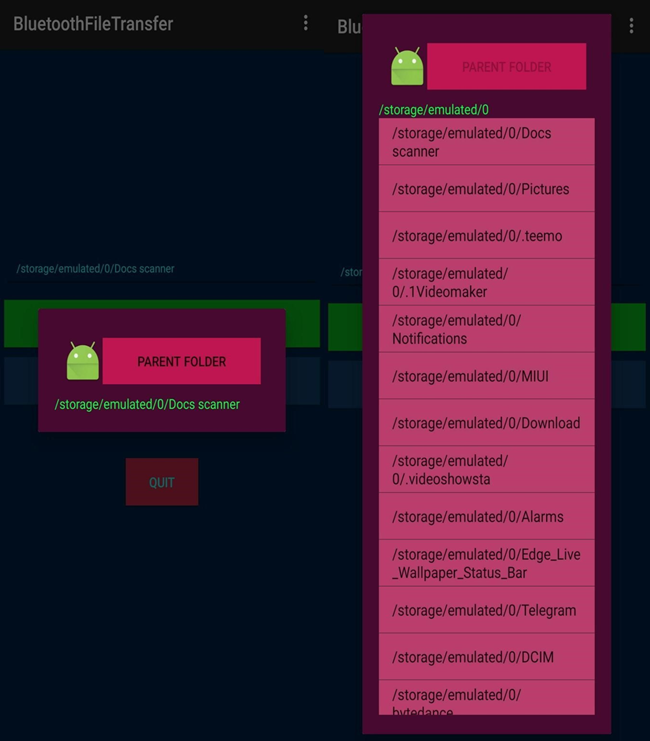 BluetoothFileTransfer
/storage/emulated/0/Docs scanner
PARENT FOLDER
/storage/emulated/0/Docs scanner
QUIT
Blu
/stor
PARENT FOLDER
/storage/emulated/0
/storage/emulated/0/Docs
scanner
/storage/emulated/0/Pictures
/storage/emulated/0/.teemo
/storage/emulated/
0/.1Videomaker
/storage/emulated/0/
Notifications
/storage/emulated/0/MIUI
/storage/emulated/0/Download
/storage/emulated/
0/.videoshowsta
/storage/emulated/0/Alarms
/storage/emulated/0/Edge_Live
_Wallpaper_Status_Bar
/storage/emulated/0/Telegram
/storage/emulated/0/DCIM
/storage/emulated/0/
bytedance